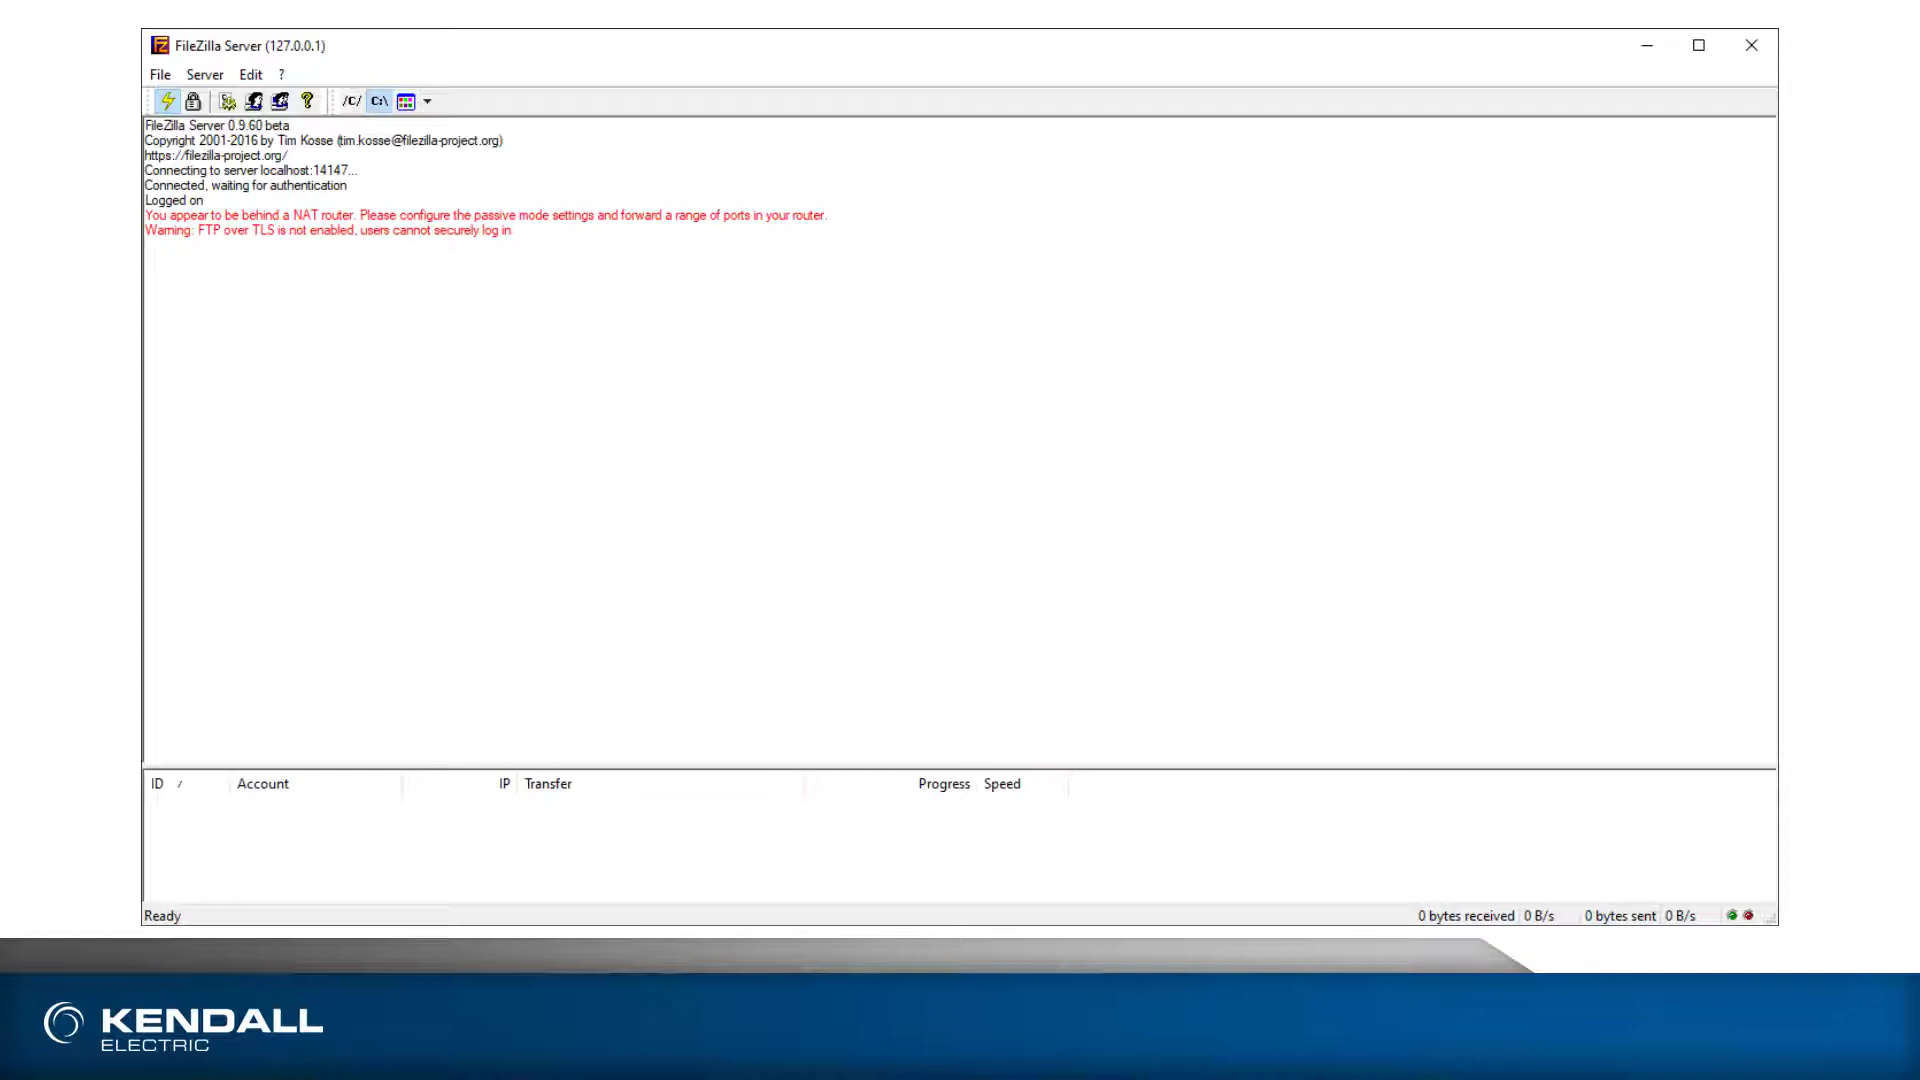 FileZilla Server (127.0.0.1)
File Server Edit ?
/C/ C:\
FileZilla Server 0.9.60 beta
Copyright 2001-2016 by Tim Kosse (tim.kosse@filezilla-project.org)
https://filezilla-project.org/
Connecting to server localhost:14147...
Connected, waiting for authentication
Logged on
You appear to be behind a NAT router. Please configure the passive mode settings and forward a range of ports in your router.
Warning: FTP over TLS is not enabled, users cannot securely log in
ID / Account IP Transfer Progress Speed
Ready 0 bytes received 0 B/s 0 bytes sent 0 B/s
KENDALL
ELECTRIC